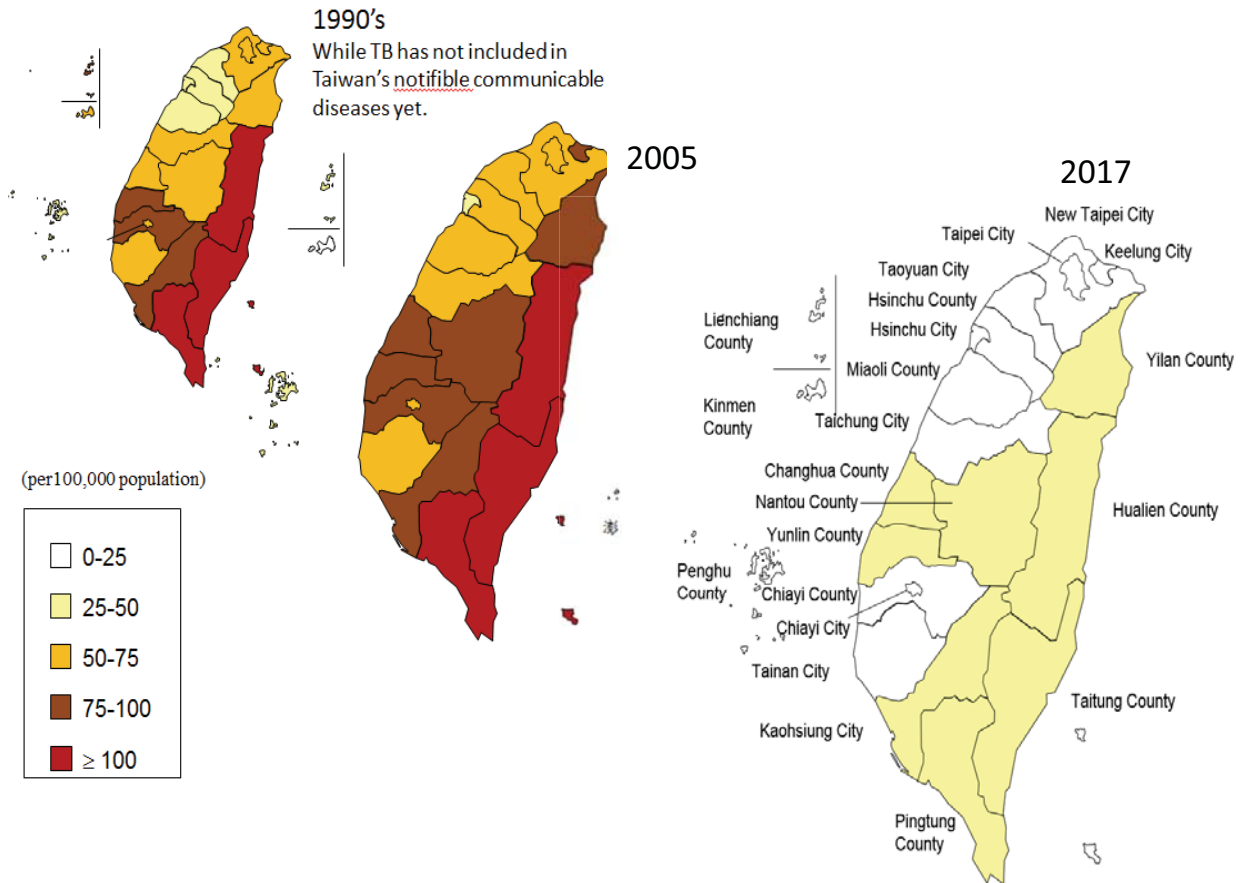 1990's
While TB has not included in
Taiwan's notifible communicable
diseases yet.
2005
2017
New Taipei City
Taipei City
Keelung City
Taoyuan City
Hsinchu County
Lienchiang
County
Hsinchu City
Yilan County
Miaoli County
Kinmen
County
Taichung City
Changhua County
Nantou County
Hualien County
Yunlin County
Penghu
County
Chiayi County
Chiayi City
Tainan City
Taitung County
Kaohsiung City
Pingtung
County
(per100,000 population)
0-25
25-50
50-75
75-100
≥ 100